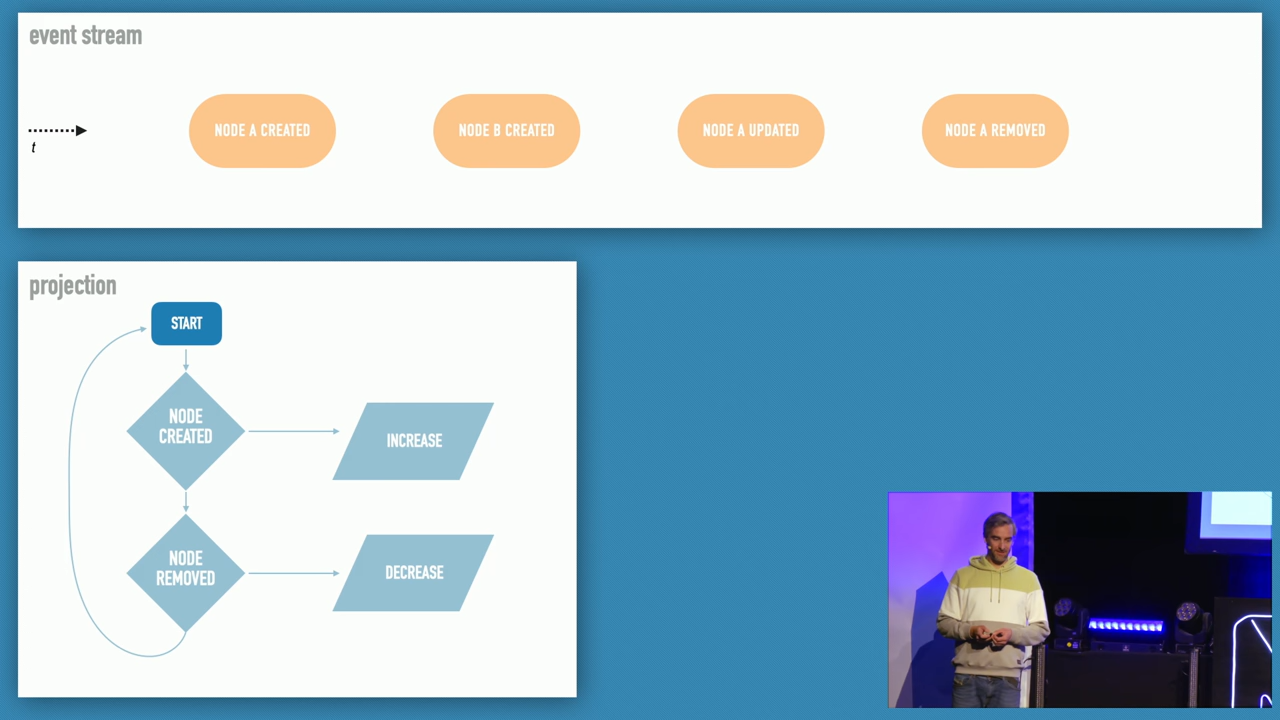 event stream
t
NODE A CREATED
NODE B CREATED
NODE A UPDATED
NODE A REMOVED
projection
START
NODE
CREATED
INCREASE
NODE
REMOVED
DECREASE